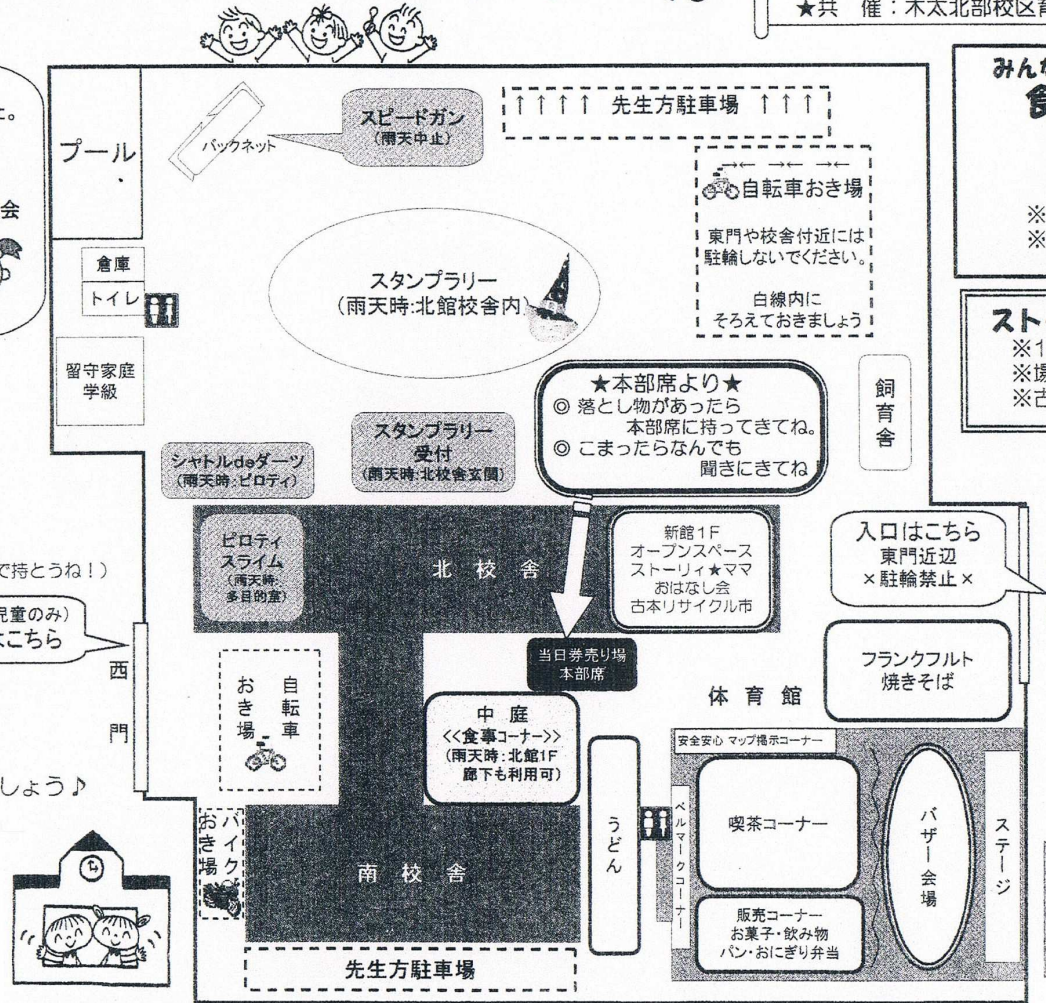 ★共 催：木太北部校区
みん
プール
バックネット
スピードガン
(雨天中止)
↑ ↑ ↑ ↑ 先生方駐車場 ↑ ↑ ↑
→← →← →←
自転車おき場
東門や校舎付近には
駐輪しないでください。
白線内に
そろえておきましょう
会
※
※
倉庫
トイレ
スタンプラリー
(雨天時:北館校舎内)
留守家庭
学級
スト
※1
※場
※古
★本部席より★
◎ 落とし物があったら
本部席に持ってきてね。
◎ こまったらなんでも
聞きにきてね
飼育舎
スタンプラリー
受付
(雨天時:北校舎玄関)
シャトルdeダーツ
(雨天時:ピロティ)
ピロティ
スライム
(雨天時:
多目的室)
北 校 舎
新館1F
オープンスペース
ストーリィ★ママ
おはなし会
古本リサイクル市
入口はこちら
東門近辺
×駐輪禁止×
で持とうね！)
児童のみ)
こちら
西門
当日券売り場
本部席
フランクフルト
焼きそば
自転車
おき場
中 庭
<<食事コーナー>>
(雨天時:北館1F
廊下も利用可)
体 育 館
安全安心 マップ掲示コーナー
しょう♪
バイク
おき場
南 校 舎
うどん
ベルマークコーナー
喫茶コーナー
バザー会場
ステージ
販売コーナー
お菓子・飲み物
パン・おにぎり弁当
先生方駐車場